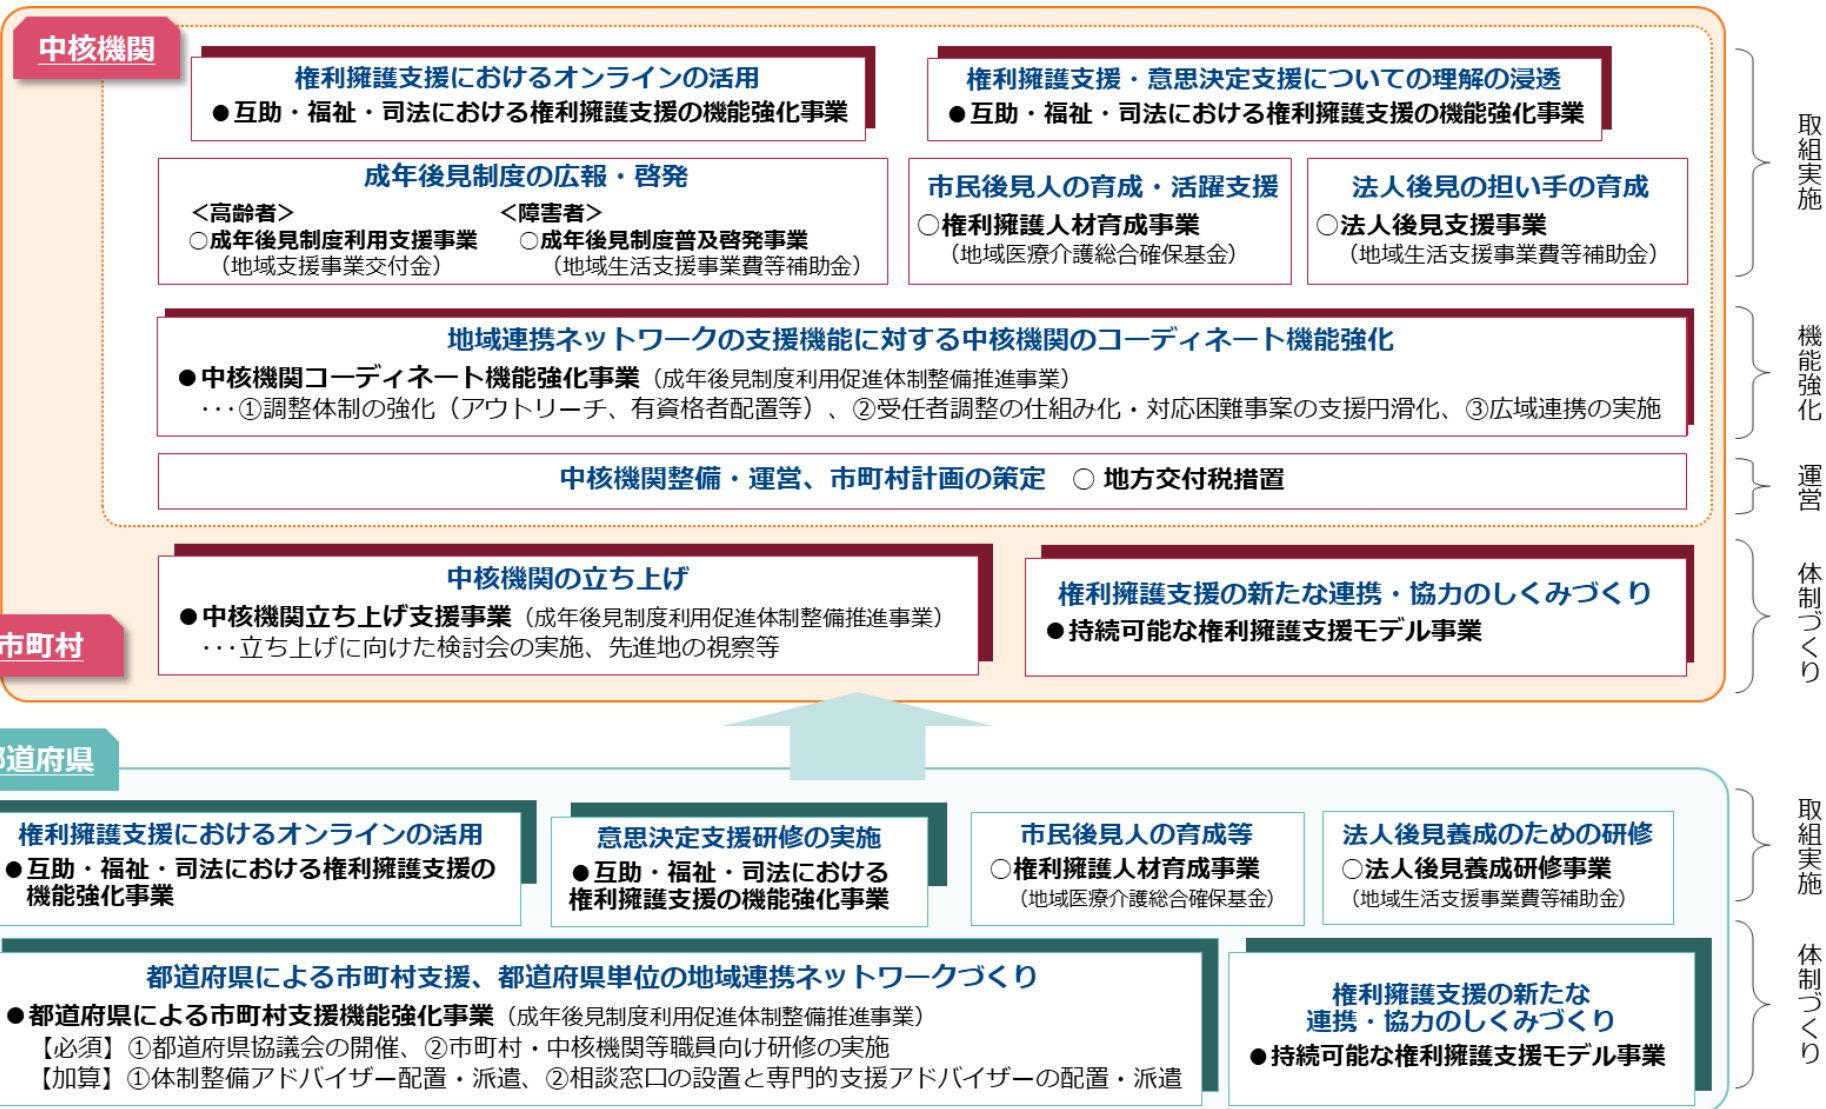 中核機関
権利擁護支援におけるオンラインの活用
●互助・福祉・司法における権利擁護支援の機能強化事業
権利擁護支援・意思決定支援についての理解の浸透
●互助・福祉・司法における権利擁護支援の機能強化事業
取組実施
成年後見制度の広報・啓発
＜高齢者＞
○成年後見制度利用支援事業
（地域支援事業交付金）
＜障害者＞
○成年後見制度普及啓発事業
（地域生活支援事業費等補助金）
市民後見人の育成・活躍支援
○権利擁護人材育成事業
（地域医療介護総合確保基金）
法人後見の担い手の育成
○法人後見支援事業
（地域生活支援事業費等補助金）
地域連携ネットワークの支援機能に対する中核機関のコーディネート機能強化
●中核機関コーディネート機能強化事業（成年後見制度利用促進体制整備推進事業）
・・・①調整体制の強化（アウトリーチ、有資格者配置等）、②受任者調整の仕組み化・対応困難事案の支援円滑化、③広域連携の実施
機能強化
中核機関整備・運営、市町村計画の策定　○ 地方交付税措置
運営
中核機関の立ち上げ
●中核機関立ち上げ支援事業（成年後見制度利用促進体制整備推進事業）
・・・立ち上げに向けた検討会の実施、先進地の視察等
権利擁護支援の新たな連携・協力のしくみづくり
●持続可能な権利擁護支援モデル事業
体制づくり
市町村
都道府県
権利擁護支援におけるオンラインの活用
●互助・福祉・司法における権利擁護支援の
機能強化事業
意思決定支援研修の実施
●互助・福祉・司法における
権利擁護支援の機能強化事業
市民後見人の育成等
○権利擁護人材育成事業
（地域医療介護総合確保基金）
法人後見養成のための研修
○法人後見養成研修事業
（地域生活支援事業費等補助金）
取組実施
都道府県による市町村支援、都道府県単位の地域連携ネットワークづくり
●都道府県による市町村支援機能強化事業（成年後見制度利用促進体制整備推進事業）
【必須】①都道府県協議会の開催、②市町村・中核機関等職員向け研修の実施
【加算】①体制整備アドバイザー配置・派遣、②相談窓口の設置と専門的支援アドバイザーの配置・派遣
権利擁護支援の新たな
連携・協力のしくみづくり
●持続可能な権利擁護支援モデル事業
体制づくり